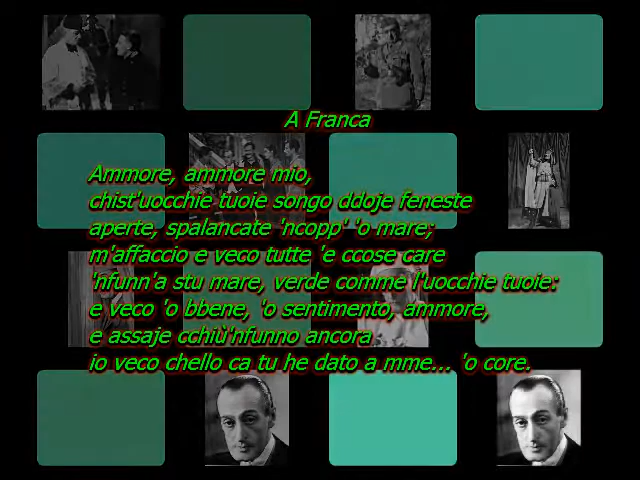 A Franca
Ammore, ammore mio,
chist'uocchie tuoie songo ddoje feneste
aperte, spalancate 'ncopp' 'o mare;
m'affaccio e veco tutte 'e ccose care
'nfunn'a stu mare, verde comme l'uocchie tuoie:
e veco 'o bbene, 'o sentimento, ammore,
e assaje cchiù'nfunno ancora
io veco chello ca tu he dato a mme... 'o core.